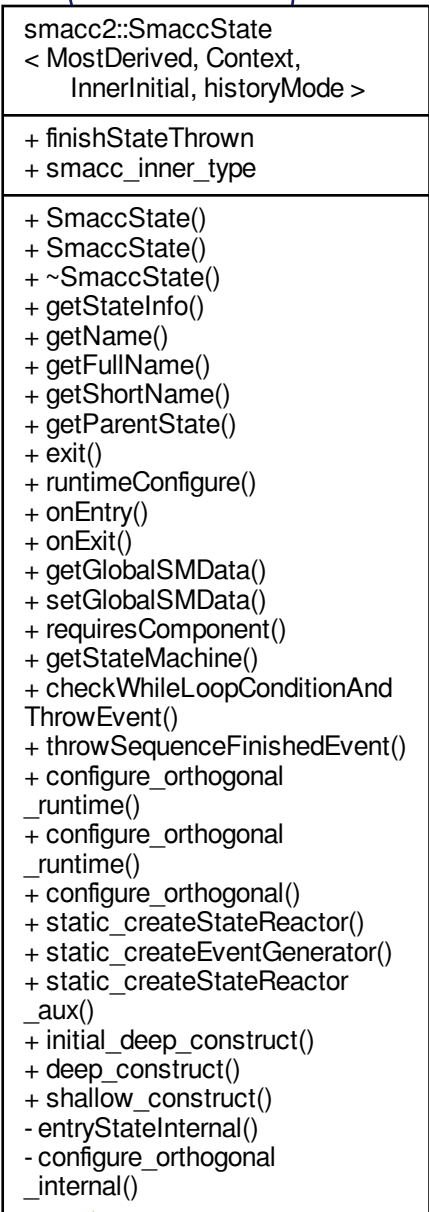 smacc2::SmaccState
< MostDerived, Context,
InnerInitial, historyMode >
+ finishStateThrown
+ smacc_inner_type
+ SmaccState()
+ SmaccState()
+ ~SmaccState()
+ getStateInfo()
+ getName()
+ getFullName()
+ getShortName()
+ getParentState()
+ exit()
+ runtimeConfigure()
+ onEntry()
+ onExit()
+ getGlobalSMData()
+ setGlobalSMData()
+ requiresComponent()
+ getStateMachine()
+ checkWhileLoopConditionAnd
ThrowEvent()
+ throwSequenceFinishedEvent()
+ configure_orthogonal
_runtime()
+ configure_orthogonal
_runtime()
+ configure_orthogonal()
+ static_createStateReactor()
+ static_createEventGenerator()
+ static_createStateReactor
_aux()
+ initial_deep_construct()
+ deep_construct()
+ shallow_construct()
- entryStateInternal()
- configure_orthogonal
_internal()